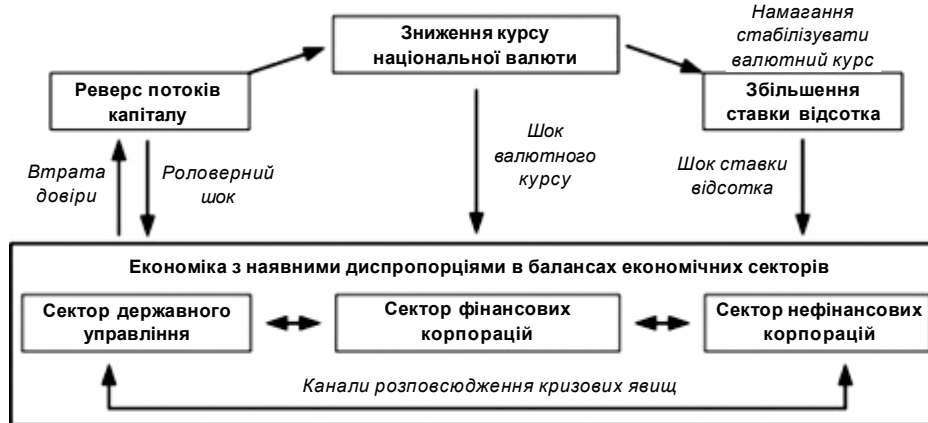 Зниження курсу
національної валюти
Намагання
стабілізувати
валютний курс
Реверс потоків
капіталу
Збільшення
ставки відсотка
Втрата
довіри
Роловерний
шок
Шок
валютного
курсу
Шок ставки
відсотка
Економіка з наявними диспропорціями в балансах економічних секторів
Сектор державного
управління
Сектор фінансових
корпорацій
Сектор нефінансових
корпорацій
Канали розповсюдження кризових явищ